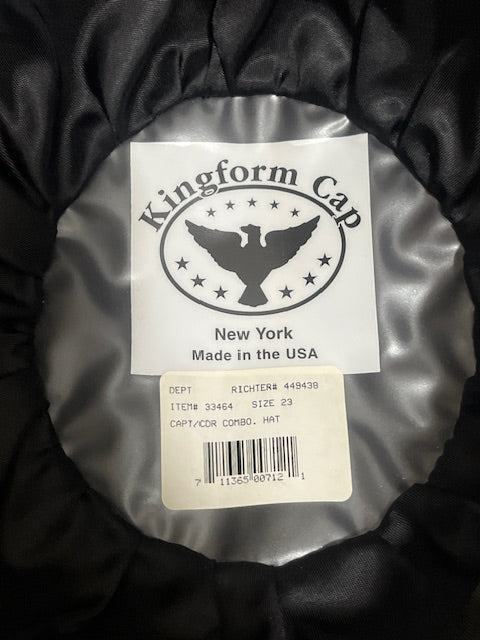 Kingform Cap
New York
Made in the USA
DEPT RICHTER# 449438
ITEM# 33464 SIZE 23
CAPT/CDR COMBO. HAT
7 11365 00712 1